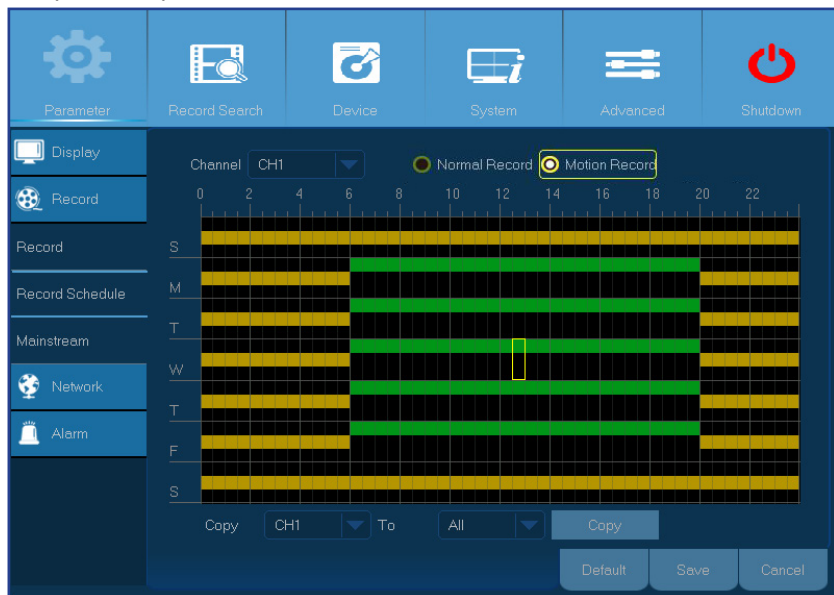 Parameter
Record Search
Device
System
Advanced
Shutdown
Display
Record
Record
Record Schedule
Mainstream
Network
Alarm
Channel CH1 Normal Record Motion Record
0 2 4 6 8 10 12 14 16 18 20 22
S
M
T
W
T
F
S
Copy CH1 To All Copy
Default Save Cancel